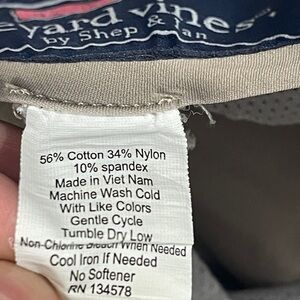 eyard vines
by Shep & Ian
56% Cotton 34% Nylon
10% spandex
Made in Viet Nam
Machine Wash Cold
With Like Colors
Gentle Cycle
Tumble Dry Low
Non-Chlorine Bleach When Needed
Cool Iron If Needed
No Softener
RN 134578